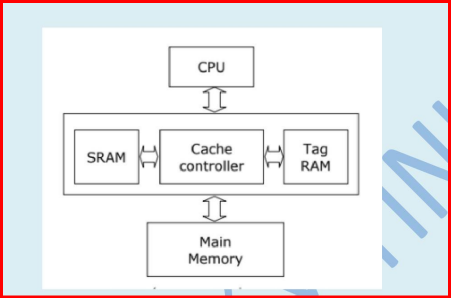 CPU
SRAM
Cache
controller
Tag
RAM
Main
Memory